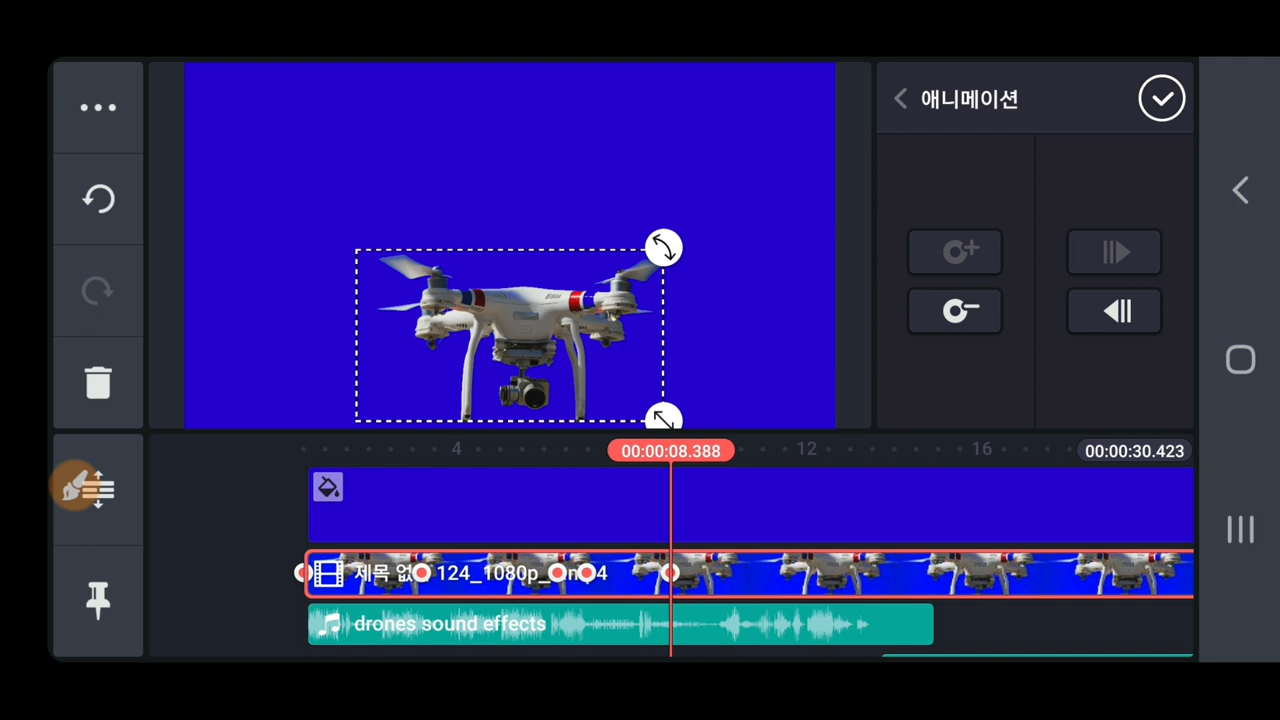 애니메이션
4
00:00:08.388
12
16
00:00:30.423
제목 없
124_1080p_
4
drones sound effects